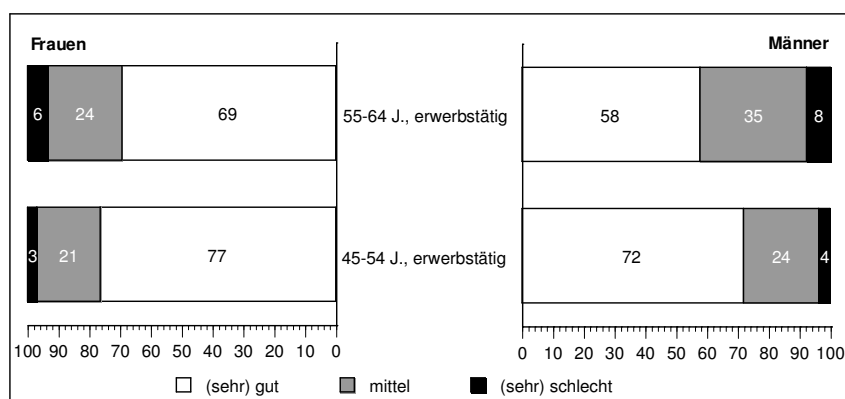 Frauen Männer
6 24 69 55-64 J., erwerbstätig 58 35 8
3 21 77 45-54 J., erwerbstätig 72 24 4
100 90 80 70 60 50 40 30 20 10 0 0 10 20 30 40 50 60 70 80 90 100
(sehr) gut mittel (sehr) schlecht